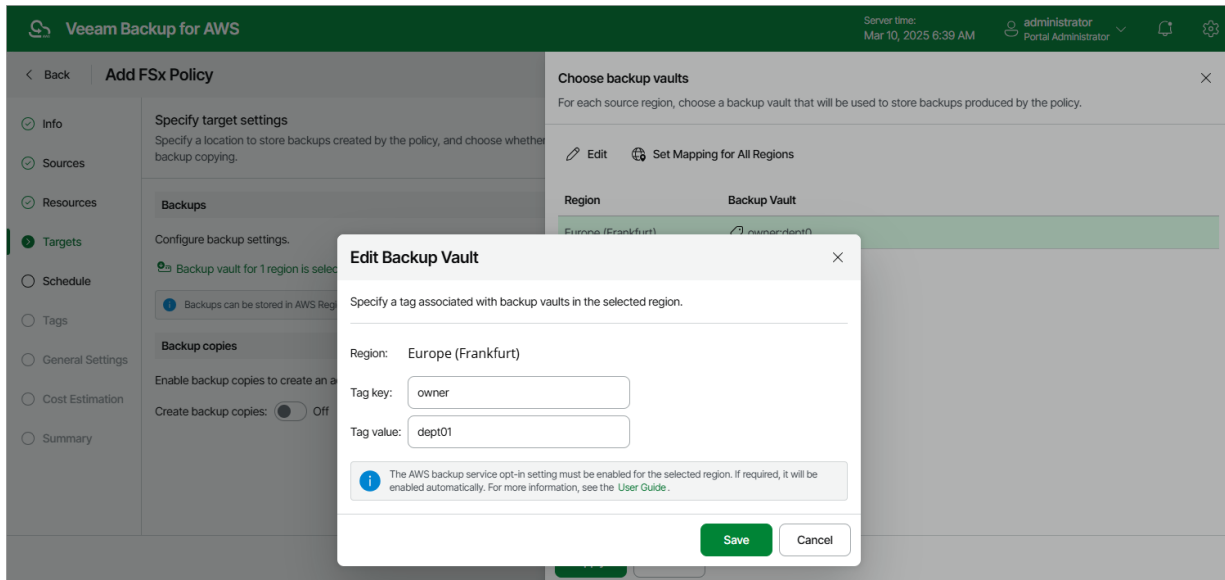 Veeam Backup for AWS
Server time:
Mar 10, 2025 6:39 AM
administrator
Portal Administrator
Back
Add FSx Policy
Info
Sources
Resources
Targets
Schedule
Tags
General Settings
Cost Estimation
Summary
Specify target settings
Specify a location to store backups created by the policy, and choose whether
backup copying.
Backups
Configure backup settings.
Backup vault for 1 region is selec
Backups can be stored in AWS Regi
Backup copies
Enable backup copies to create an a
Create backup copies: Off
Choose backup vaults
For each source region, choose a backup vault that will be used to store backups produced by the policy.
Edit Set Mapping for All Regions
Region Backup Vault
Europe (Frankfurt) owner:dept0
Edit Backup Vault
Specify a tag associated with backup vaults in the selected region.
Region: Europe (Frankfurt)
Tag key: owner
Tag value: dept01
The AWS backup service opt-in setting must be enabled for the selected region. If required, it will be
enabled automatically. For more information, see the User Guide.
Save Cancel